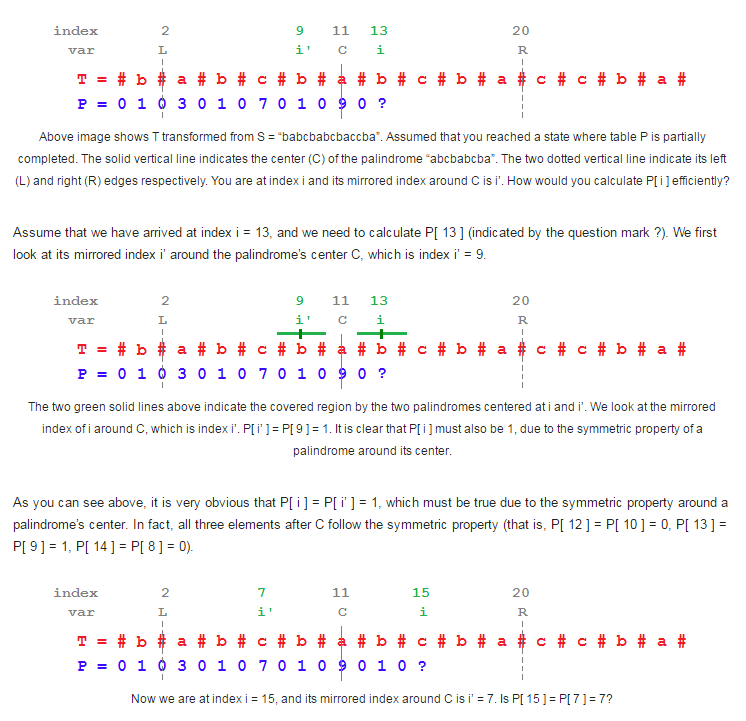 index 2 9 11 13 20
var L i' C i R
T = # b # a # b # c # b # a # b # c # b # a # c # c # b # a #
P = 0 1 0 3 0 1 0 7 0 1 0 9 0 ?
Above image shows T transformed from S = “babcbabcbaccba”. Assumed that you reached a state where table P is partially
completed. The solid vertical line indicates the center (C) of the palindrome “abcbabcba”. The two dotted vertical line indicate its left
(L) and right (R) edges respectively. You are at index i and its mirrored index around C is i’. How would you calculate P[ i ] efficiently?
Assume that we have arrived at index i = 13, and we need to calculate P[ 13 ] (indicated by the question mark ?). We first
look at its mirrored index i’ around the palindrome’s center C, which is index i’ = 9.
index 2 9 11 13 20
var L i' C i R
T = # b # a # b # c # b # a # b # c # b # a # c # c # b # a #
P = 0 1 0 3 0 1 0 7 0 1 0 9 0 ?
The two green solid lines above indicate the covered region by the two palindromes centered at i and i’. We look at the mirrored
index of i around C, which is index i’. P[ i’ ] = P[ 9 ] = 1. It is clear that P[ i ] must also be 1, due to the symmetric property of a
palindrome around its center.
As you can see above, it is very obvious that P[ i ] = P[ i’ ] = 1, which must be true due to the symmetric property around a
palindrome’s center. In fact, all three elements after C follow the symmetric property (that is, P[ 12 ] = P[ 10 ] = 0, P[ 13 ] =
P[ 9 ] = 1, P[ 14 ] = P[ 8 ] = 0).
index 2 7 11 15 20
var L i' C i R
T = # b # a # b # c # b # a # b # c # b # a # c # c # b # a #
P = 0 1 0 3 0 1 0 7 0 1 0 9 0 1 0 ?
Now we are at index i = 15, and its mirrored index around C is i’ = 7. Is P[ 15 ] = P[ 7 ] = 7?